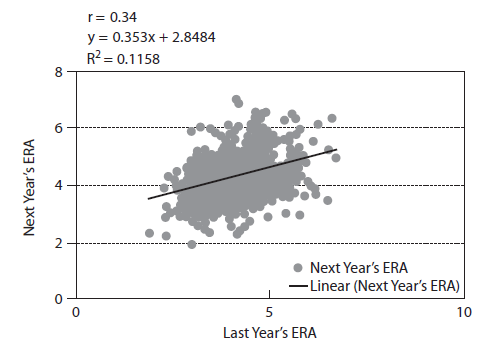 r = 0.34
y = 0.353x + 2.8484
R² = 0.1158
8
6
4
2
0
Next Year's ERA
Next Year's ERA
Linear (Next Year's ERA)
0
5
10
Last Year's ERA